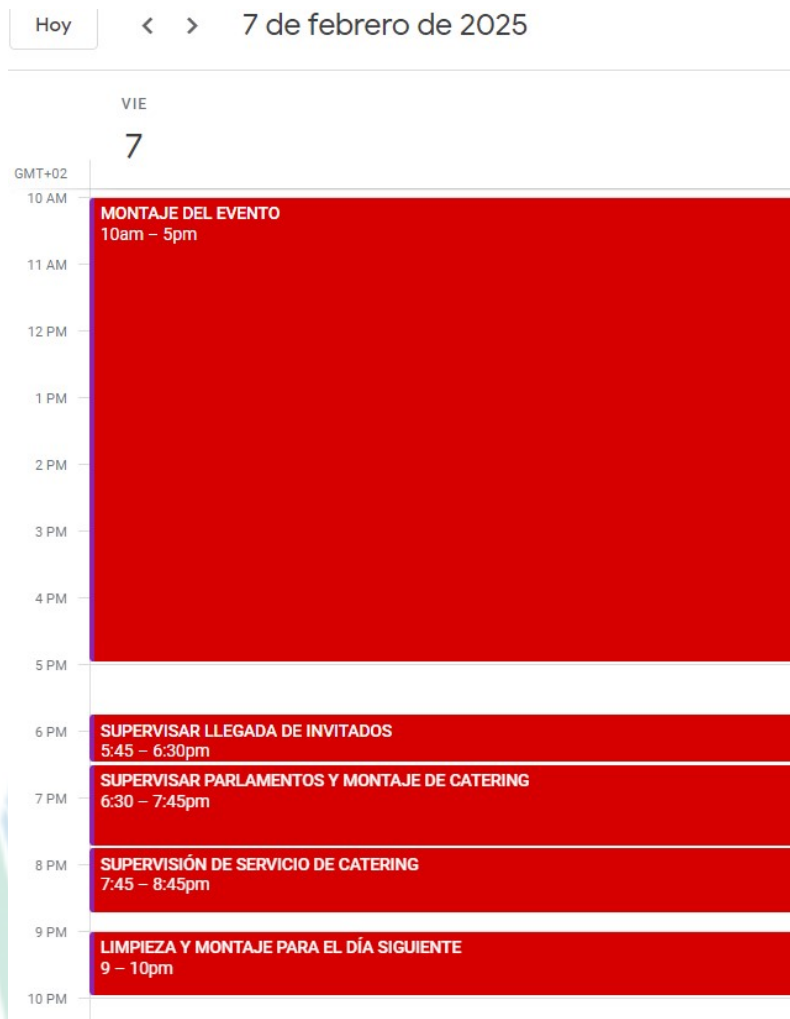 Hoy
7 de febrero de 2025
VIE
7
GMT+02
10 AM
MONTAJE DEL EVENTO
10am – 5pm
11 AM
12 PM
1 PM
2 PM
3 PM
4 PM
5 PM
6 PM
SUPERVISAR LLEGADA DE INVITADOS
5:45 – 6:30pm
SUPERVISAR PARLAMENTOS Y MONTAJE DE CATERING
7 PM
6:30 – 7:45pm
8 PM
SUPERVISIÓN DE SERVICIO DE CATERING
7:45 – 8:45pm
9 PM
LIMPIEZA Y MONTAJE PARA EL DÍA SIGUIENTE
9 – 10pm
10 PM